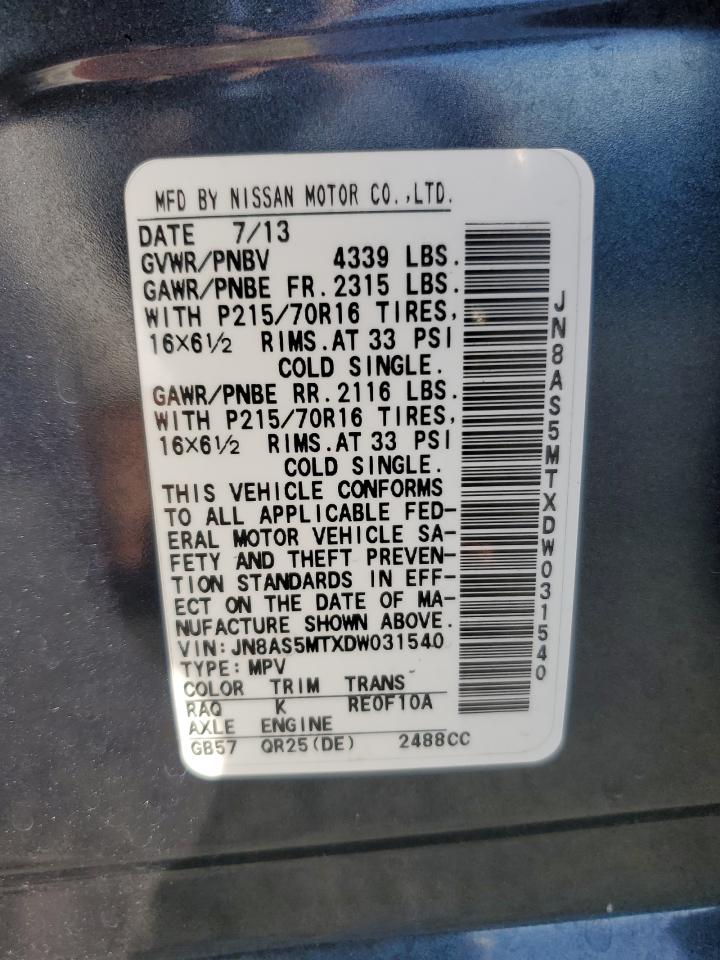 MFD BY NISSAN MOTOR CO.,LTD.
DATE 7/13
GVWR/PNBV 4339 LBS.
GAWR/PNBE FR.2315 LBS.
WITH P215/70R16 TIRES,
16X6½ RIMS.AT 33 PSI
COLD SINGLE.
GAWR/PNBE RR.2116 LBS.
WITH P215/70R16 TIRES,
16X6½ RIMS.AT 33 PSI
COLD SINGLE.
THIS VEHICLE CONFORMS
TO ALL APPLICABLE FED-
ERAL MOTOR VEHICLE SA-
FETY AND THEFT PREVEN-
TION STANDARDS IN EFF-
ECT ON THE DATE OF MA-
NUFACTURE SHOWN ABOVE.
VIN:JN8AS5MTXDW031540
TYPE:MPV
COLOR TRIM TRANS
RAQ K RE0F10A
AXLE ENGINE
GB57 QR25(DE) 2488CC
JN8AS5MTXDW031540